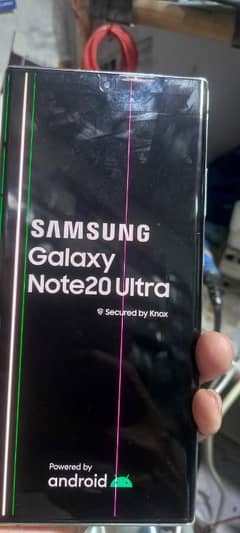 SAMSUNG
Galaxy
Note20 Ultra
Secured by Knox
Powered by
android